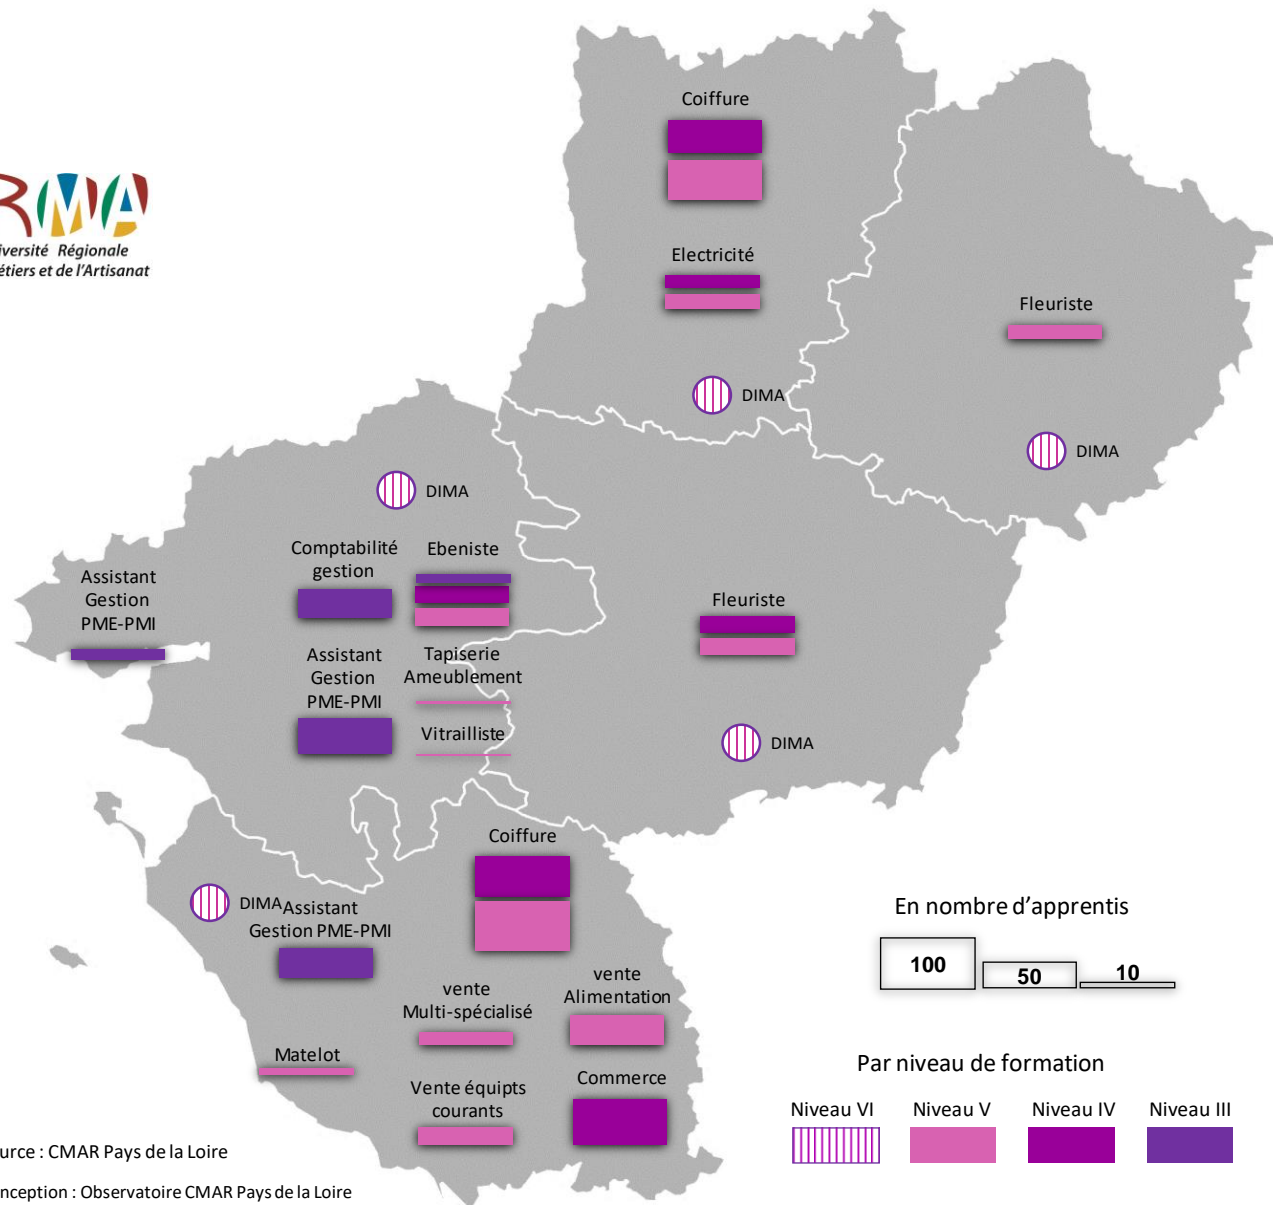 Coiffure
Electricité
DIMA
Fleuriste
DIMA
RMA
versité Régionale
étiers et de l'Artisanat
DIMA
Comptabilité
gestion
Ebeniste
Assistant
Gestion
PME-PMI
Assistant
Gestion
PME-PMI
Tapiserie
Ameublement
Vitrailliste
Fleuriste
DIMA
Coiffure
DIMA
Assistant
Gestion PME-PMI
vente
Multi-spécialisé
vente
Alimentation
Matelot
Vente équipts
courants
Commerce
En nombre d'apprentis
100
50
10
Par niveau de formation
Niveau VI
Niveau V
Niveau IV
Niveau III
urce : CMAR Pays de la Loire
nception : Observatoire CMAR Pays de la Loire